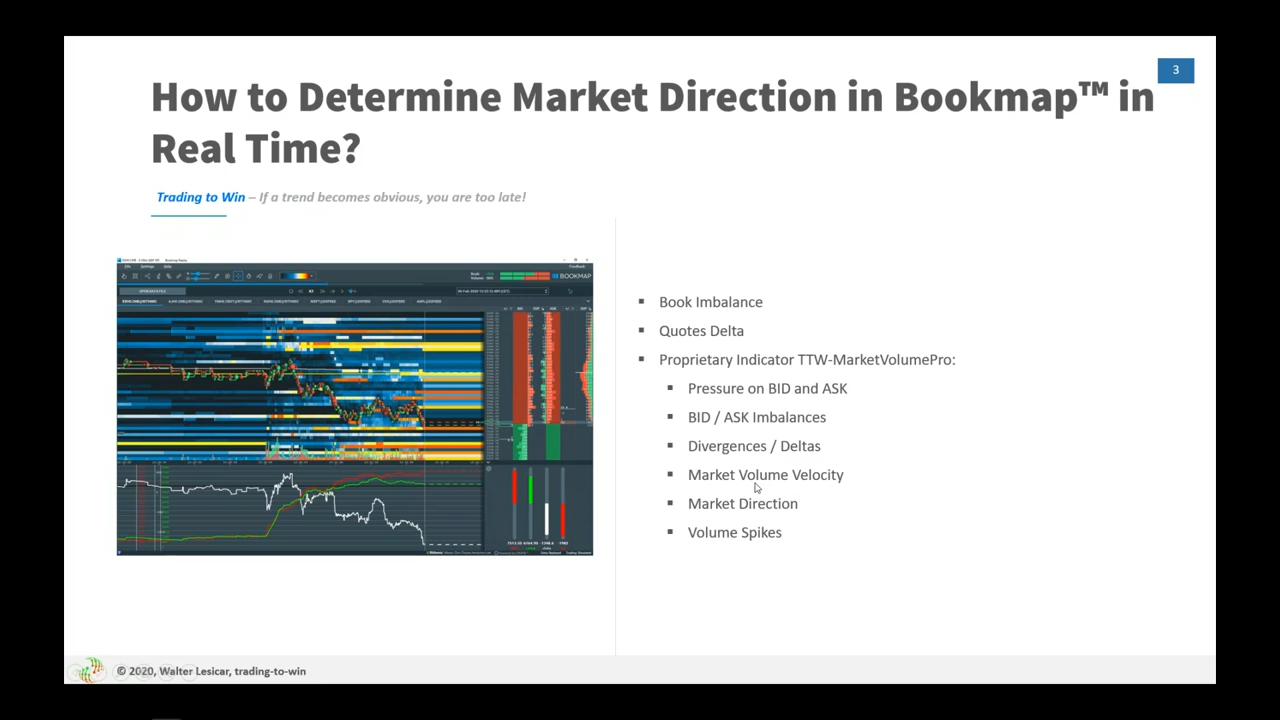 3
How to Determine Market Direction in Bookmap™ in
Real Time?
Trading to Win – If a trend becomes obvious, you are too late!
BOOKMAP
▪ Book Imbalance
▪ Quotes Delta
▪ Proprietary Indicator TTW-MarketVolumePro:
▪ Pressure on BID and ASK
▪ BID / ASK Imbalances
▪ Divergences / Deltas
▪ Market Volume Velocity
▪ Market Direction
▪ Volume Spikes
© 2020, Walter Lesicar, trading-to-win